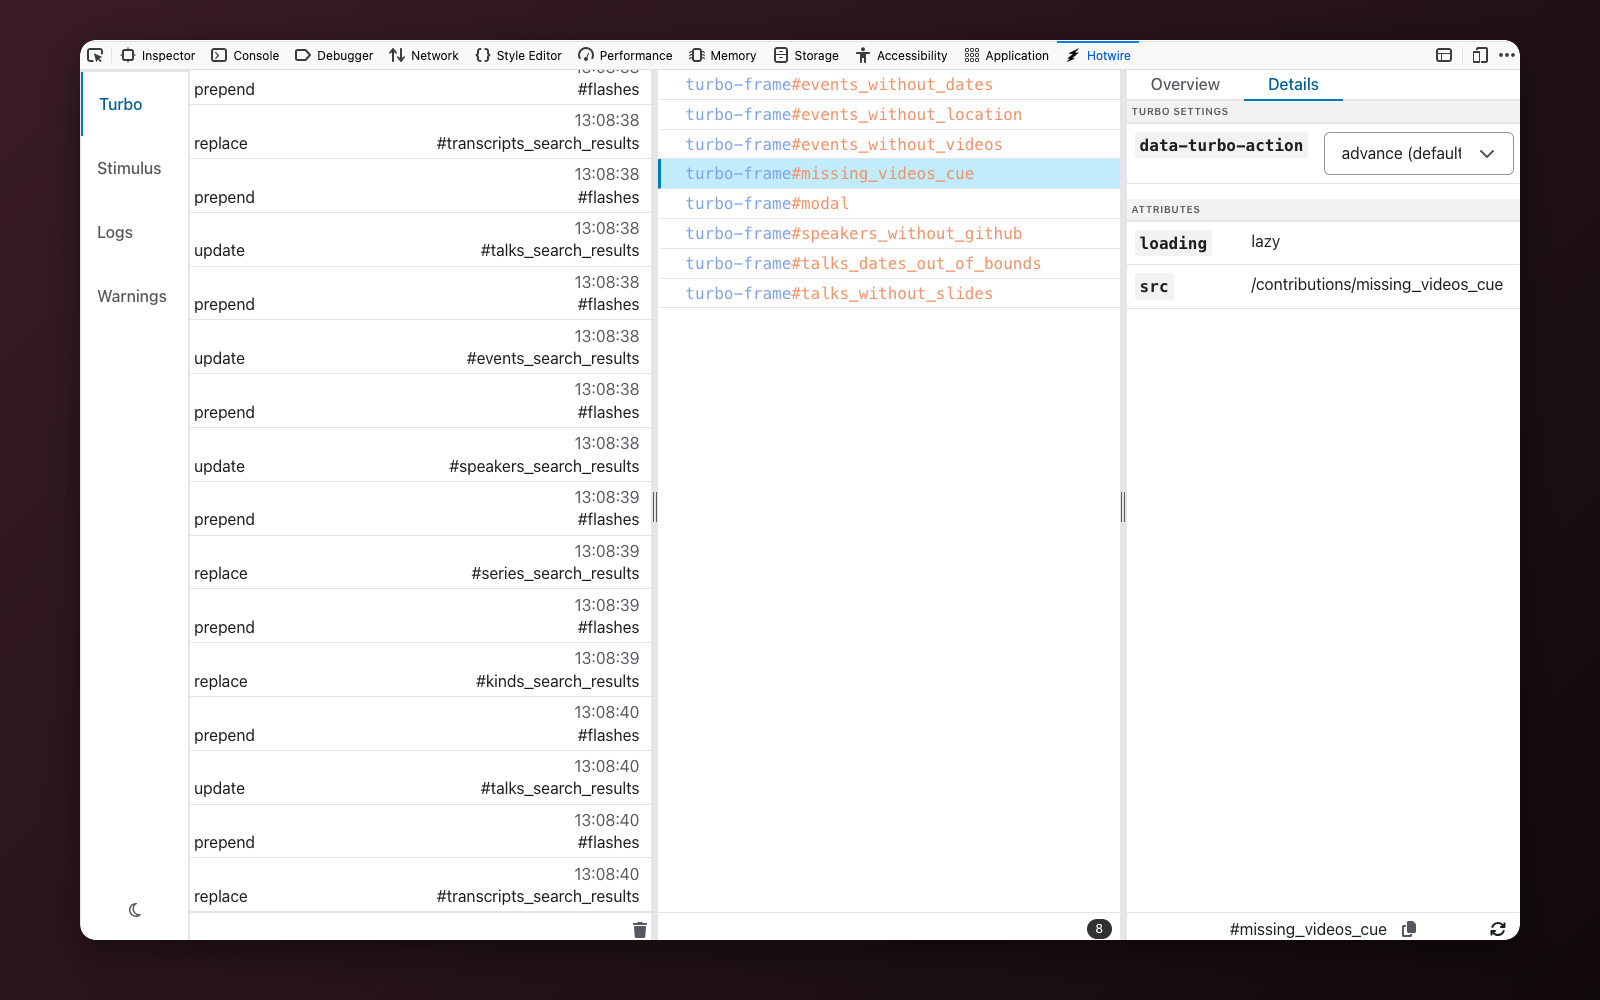 Inspector Console Debugger Network Style Editor Performance Memory Storage Accessibility Application Hotwire
Turbo
Stimulus
Logs
Warnings
13:08:38
prepend #flashes
13:08:38
replace #transcripts_search_results
13:08:38
prepend #flashes
13:08:38
update #talks_search_results
13:08:38
prepend #flashes
13:08:38
update #events_search_results
13:08:38
prepend #flashes
13:08:38
update #speakers_search_results
13:08:39
prepend #flashes
13:08:39
replace #series_search_results
13:08:39
prepend #flashes
13:08:39
replace #kinds_search_results
13:08:40
prepend #flashes
13:08:40
update #talks_search_results
13:08:40
prepend #flashes
13:08:40
replace #transcripts_search_results
turbo-frame#events_without_dates
turbo-frame#events_without_location
turbo-frame#events_without_videos
turbo-frame#missing_videos_cue
turbo-frame#modal
turbo-frame#speakers_without_github
turbo-frame#talks_dates_out_of_bounds
turbo-frame#talks_without_slides
8
Overview Details
TURBO SETTINGS
data-turbo-action advance (default
ATTRIBUTES
loading lazy
src /contributions/missing_videos_cue
#missing_videos_cue